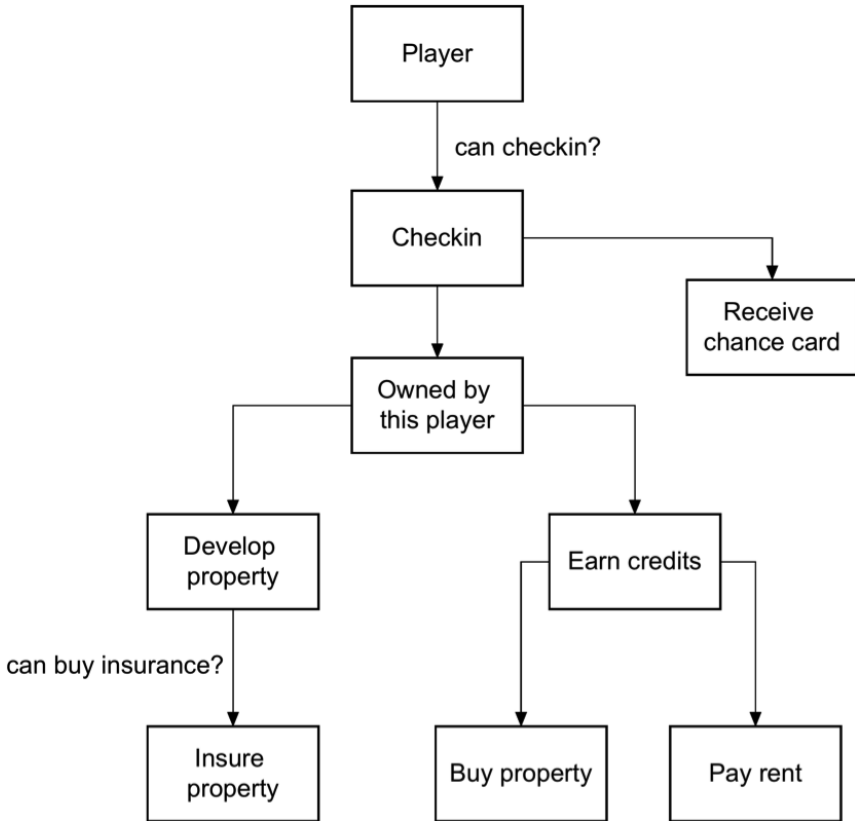 Player
can checkin?
Checkin
Receive
chance card
Owned by
this player
Develop
property
Earn credits
can buy insurance?
Insure
property
Buy property
Pay rent